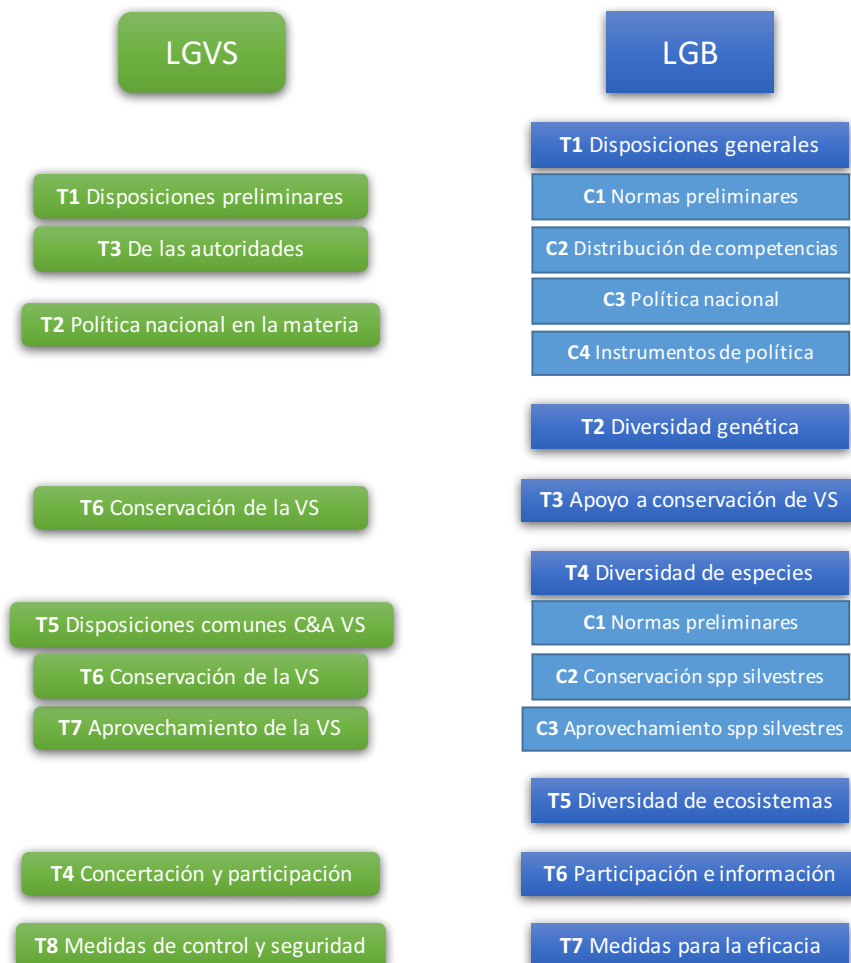 LGVS
LGB
T1 Disposiciones generales
T1 Disposiciones preliminares
C1 Normas preliminares
T3 De las autoridades
C2 Distribución de competencias
C3 Política nacional
T2 Política nacional en la materia
C4 Instrumentos de política
T2 Diversidad genética
T6 Conservación de la VS
T3 Apoyo a conservación de VS
T4 Diversidad de especies
T5 Disposiciones comunes C&A VS
C1 Normas preliminares
T6 Conservación de la VS
C2 Conservación spp silvestres
T7 Aprovechamiento de la VS
C3 Aprovechamiento spp silvestres
T5 Diversidad de ecosistemas
T4 Concertación y participación
T6 Participación e información
T8 Medidas de control y seguridad
T7 Medidas para la eficacia